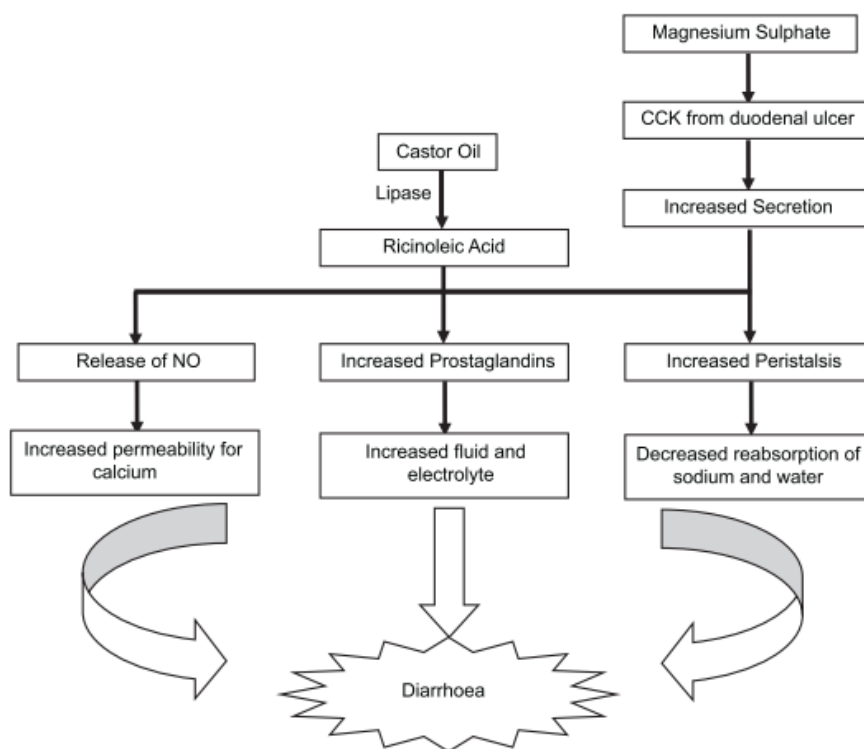 Magnesium Sulphate
CCK from duodenal ulcer
Castor Oil
Lipase
Increased Secretion
Ricinoleic Acid
Release of NO
Increased Prostaglandins
Increased Peristalsis
Increased permeability for
calcium
Increased fluid and
electrolyte
Decreased reabsorption of
sodium and water
Diarrhoea